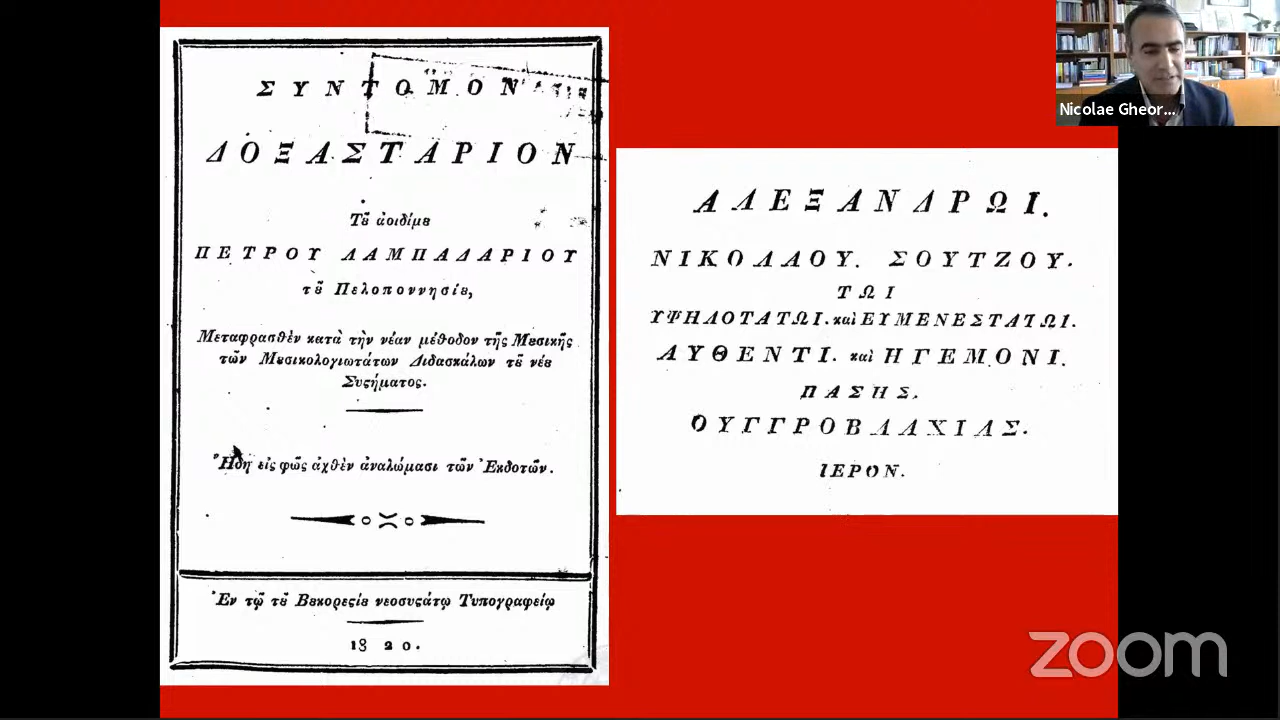 ΣΥΝΤΟΜΟΝ
ΔΟΞΑΣΤΑΡΙΟΝ
Τȣ͂ ἀοιδίμȣ
ΠΕΤΡΟΥ ΛΑΜΠΑΔΑΡΙΟΥ
τȣ͂ Πελοποννησίȣ,
Μεταφρασθὲν κατὰ τὴν νέαν μέθοδον τῆς Μȣσικῆς
τῶν Μȣσικολογιωτάτων Διδασκάλων τȣ͂ νέȣ
Συϛήματος.
Ἤδη εἰς φῶς ἀχθὲν ἀναλώμασι τῶν Ἐκδοτῶν.
Ἐν τῷ τȣ͂ Βȣκορεςίȣ νεοσυςάτῳ Τυπογραφείῳ
1820.
ΑΛΕΞΑΝΔΡΩΙ.
ΝΙΚΟΛΑΟΥ. ΣΟΥΤΖΟΥ.
ΤΩΙ
ΥΨΗΛΟΤΑΤΩΙ. καὶ ΕΥΜΕΝΕΣΤΑΤΩΙ.
ΑΥΘΕΝΤΙ. καὶ ΗΓΕΜΟΝΙ.
ΠΑΣΗΣ.
ΟΥΓΓΡΟΒΛΑΧΙΑΣ.
ΙΕΡΟΝ.
Nicolae Gheor...
zoom